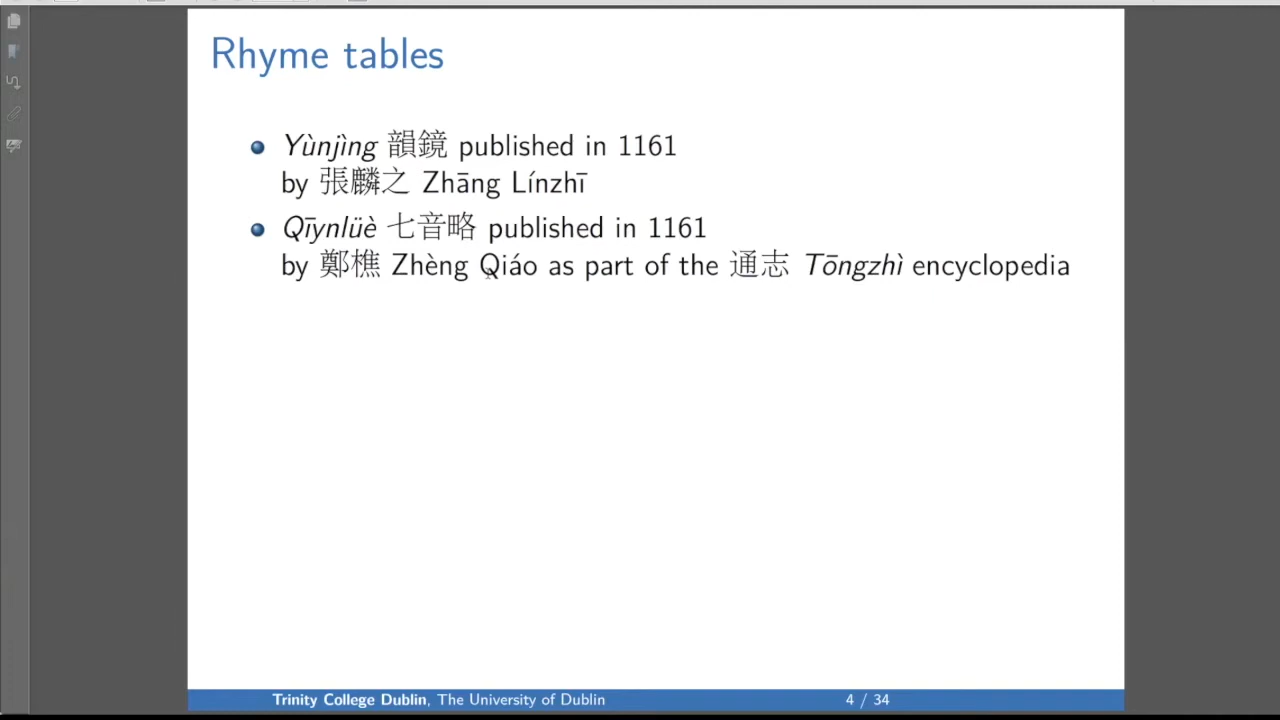 Rhyme tables
Yùnjìng 韻鏡 published in 1161
by 張麟之 Zhāng Línzhī
Qīynlüè 七音略 published in 1161
by 鄭樵 Zhèng Qiáo as part of the 通志 Tōngzhì encyclopedia
Trinity College Dublin, The University of Dublin
4 / 34